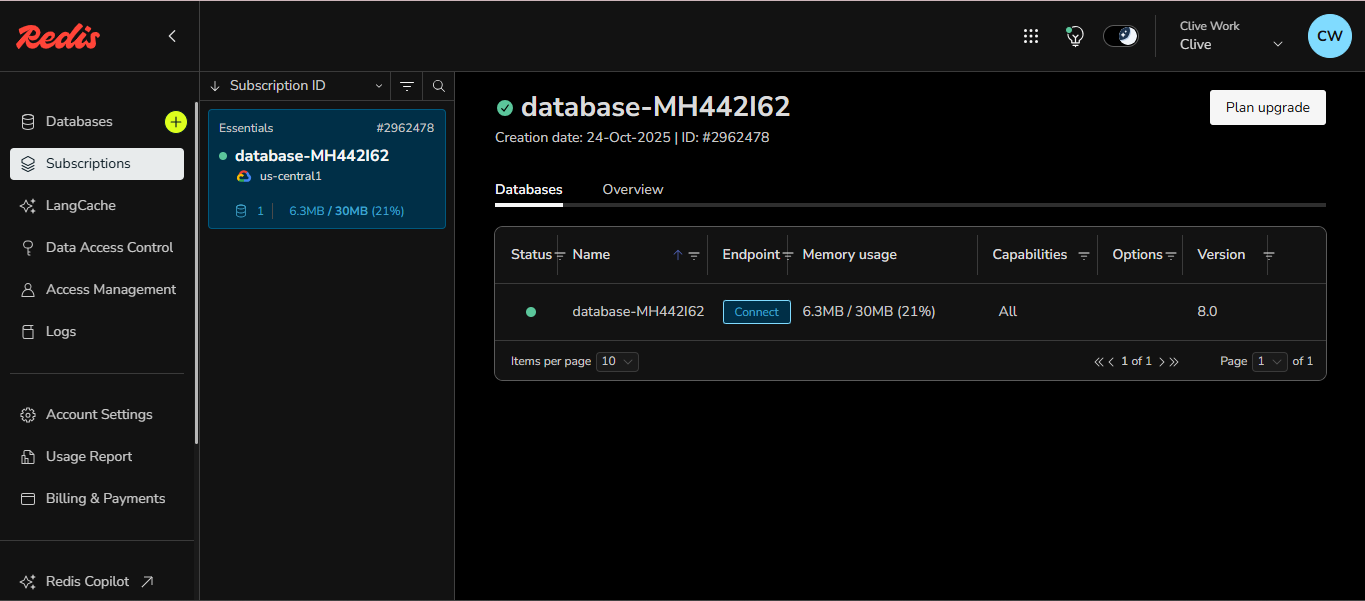 Redis
Clive Work
Clive
CW
Databases
Subscriptions
LangCache
Data Access Control
Access Management
Logs
Account Settings
Usage Report
Billing & Payments
Redis Copilot
Subscription ID
Essentials #2962478
database-MH442I62
us-central1
1 6.3MB / 30MB (21%)
database-MH442I62
Creation date: 24-Oct-2025 | ID: #2962478
Plan upgrade
Databases Overview
Status Name Endpoint Memory usage Capabilities Options Version
database-MH442I62 Connect 6.3MB / 30MB (21%) All 8.0
Items per page 10 1 of 1 Page 1 of 1